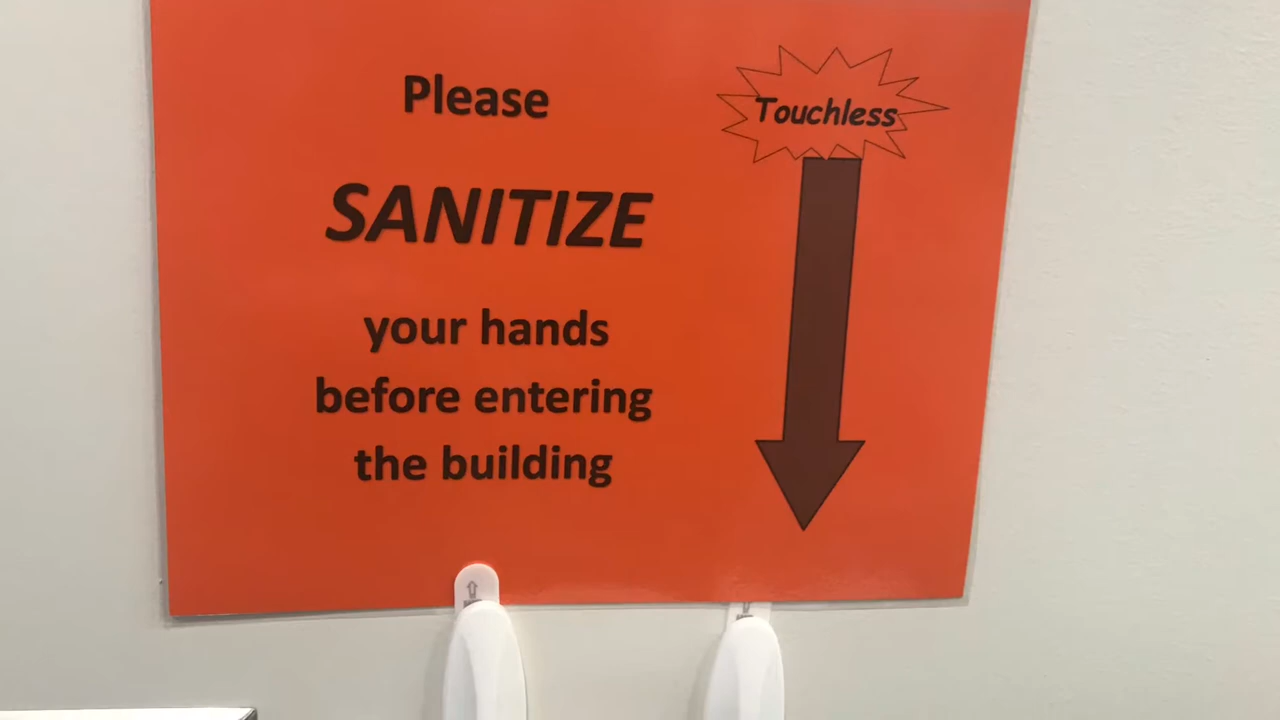 Please
Touchless
SANITIZE
your hands
before entering
the building